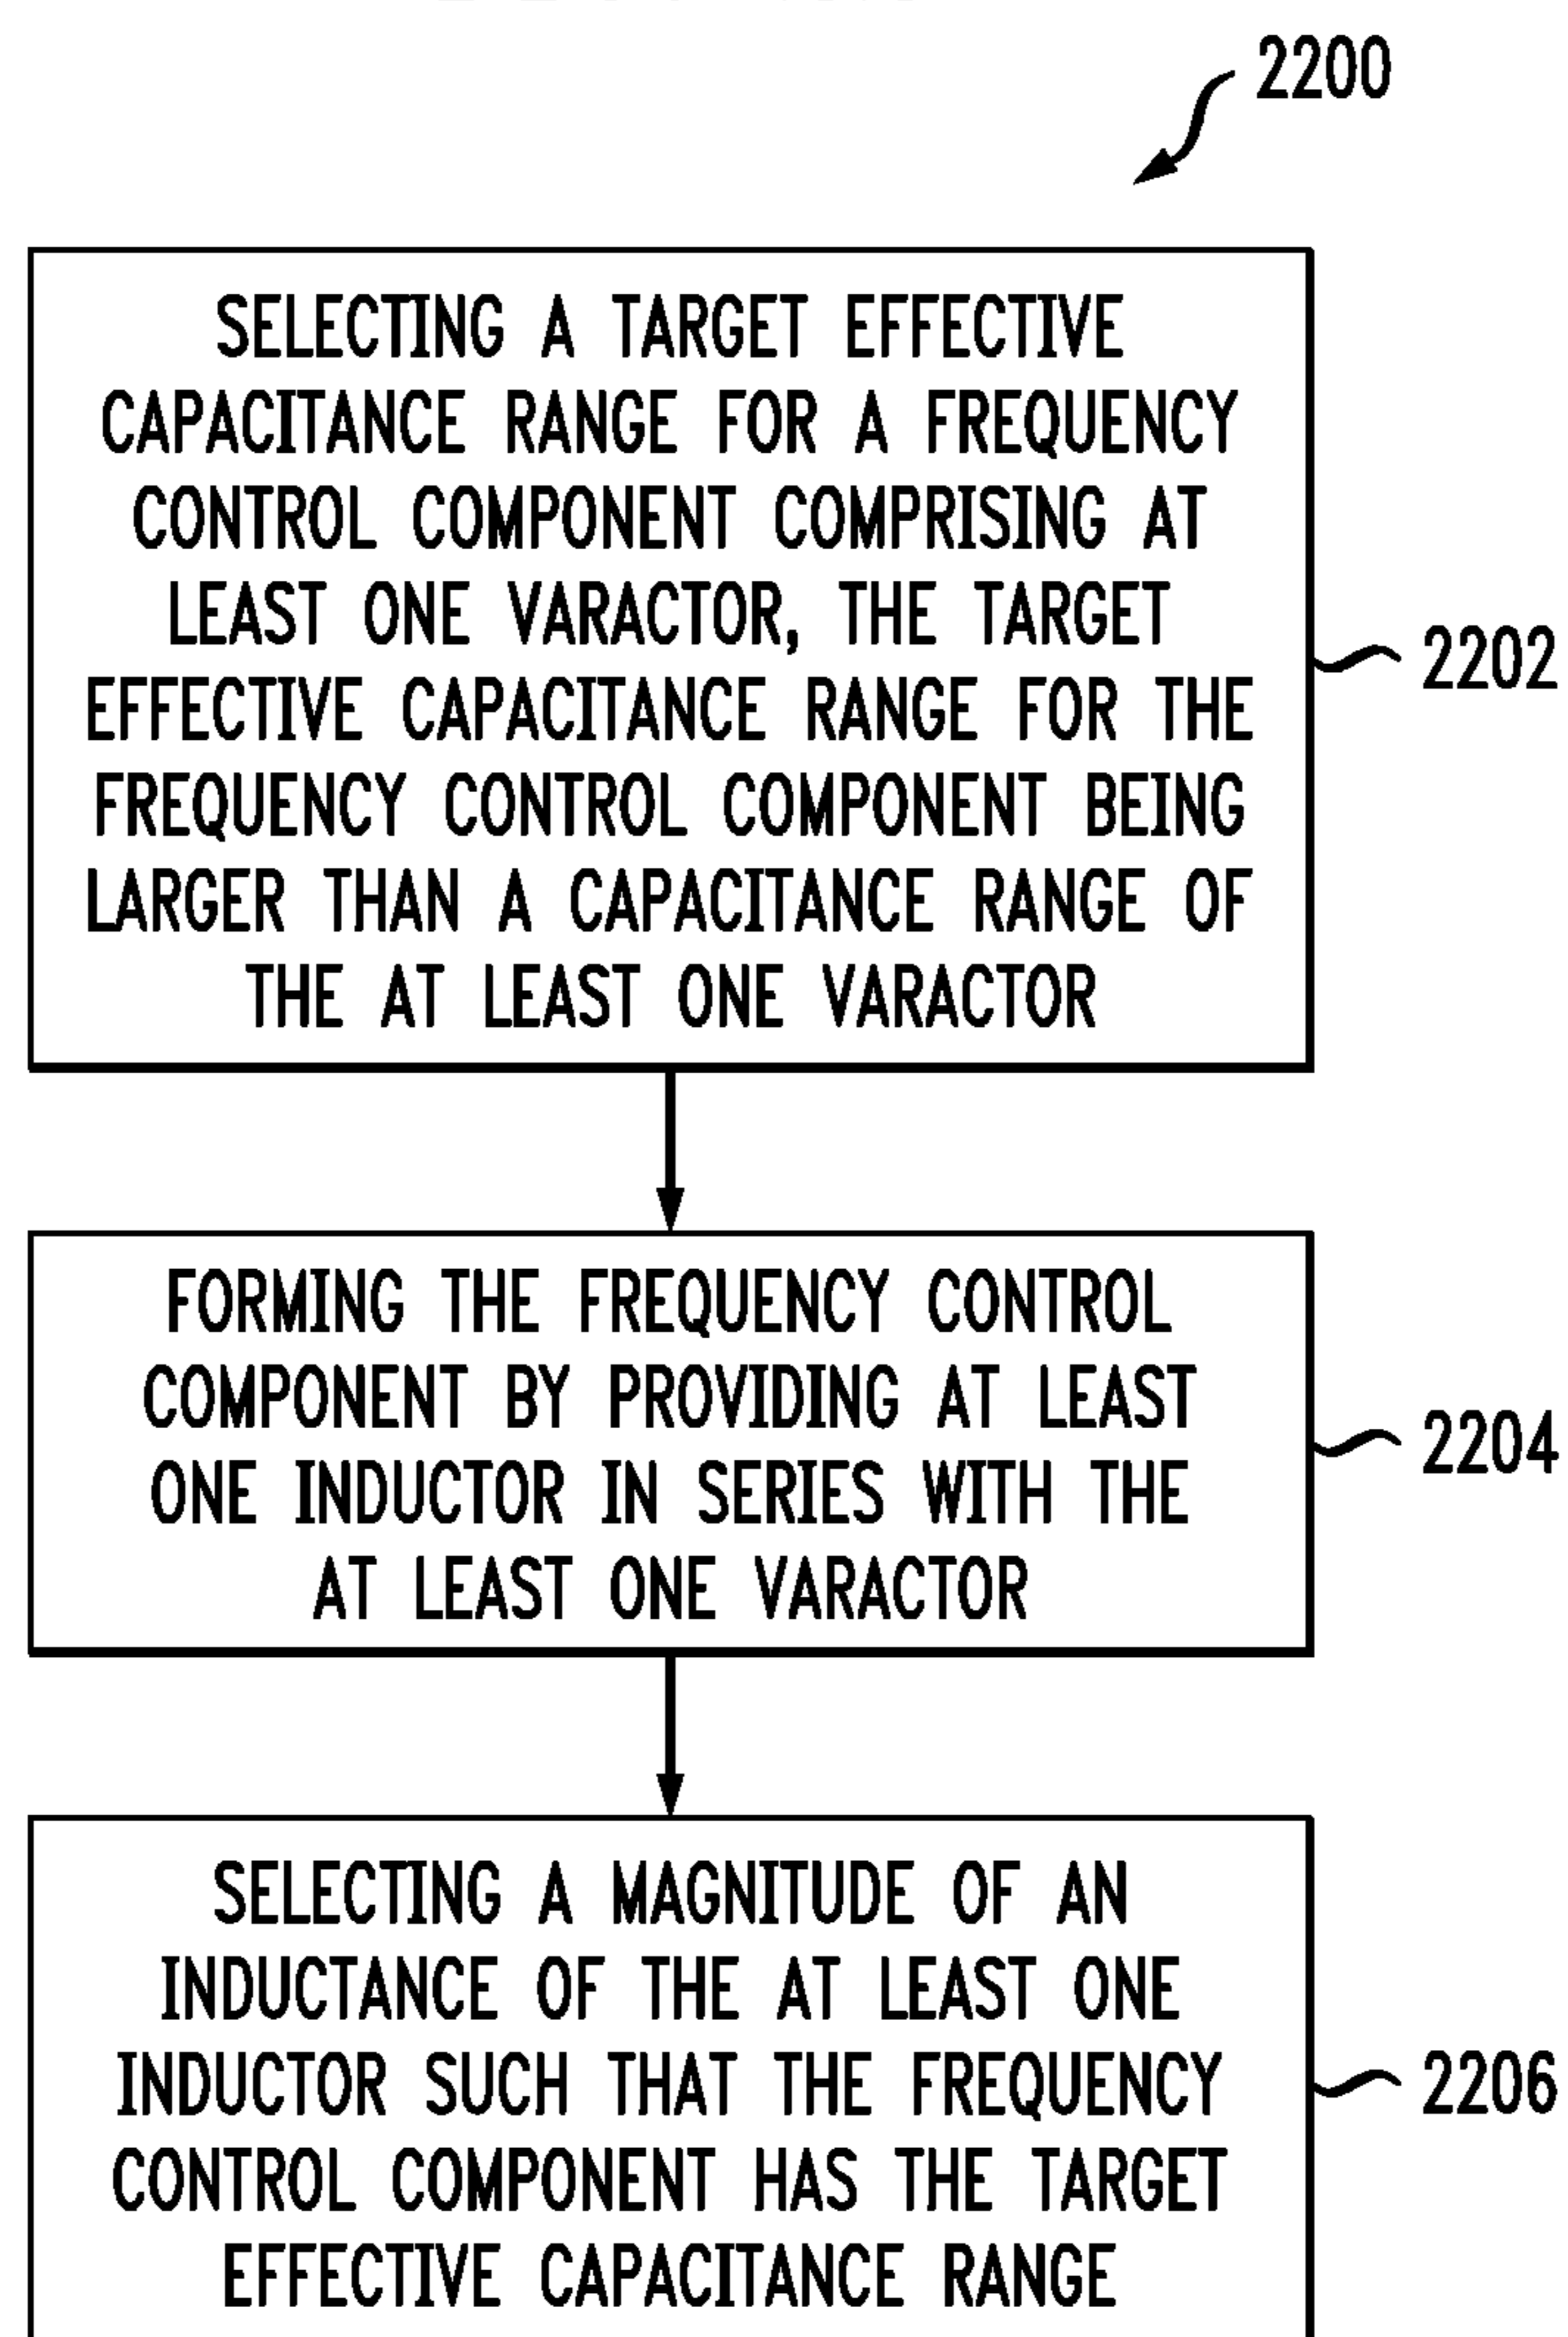 2200
SELECTING A TARGET EFFECTIVE
CAPACITANCE RANGE FOR A FREQUENCY
CONTROL COMPONENT COMPRISING AT
LEAST ONE VARACTOR, THE TARGET
EFFECTIVE CAPACITANCE RANGE FOR THE
FREQUENCY CONTROL COMPONENT BEING
LARGER THAN A CAPACITANCE RANGE OF
THE AT LEAST ONE VARACTOR
2202
FORMING THE FREQUENCY CONTROL
COMPONENT BY PROVIDING AT LEAST
ONE INDUCTOR IN SERIES WITH THE
AT LEAST ONE VARACTOR
2204
SELECTING A MAGNITUDE OF AN
INDUCTANCE OF THE AT LEAST ONE
INDUCTOR SUCH THAT THE FREQUENCY
CONTROL COMPONENT HAS THE TARGET
EFFECTIVE CAPACITANCE RANGE
2206